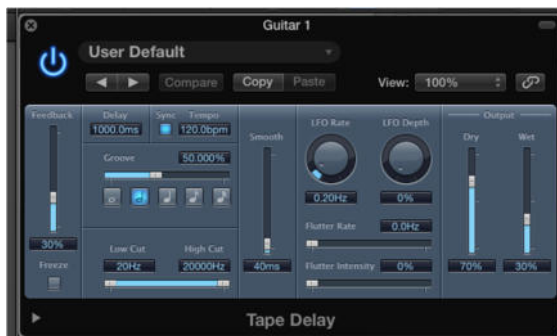 Guitar 1
User Default
Compare Copy Paste View: 100%
Feedback Delay Sync Tempo Smooth LFO Rate LFO Depth Output
1000.0ms 120.0bpm Dry Wet
Groove 50.000%
0.20Hz 0%
Flutter Rate 0.0Hz
30% Low Cut High Cut
Freeze 20Hz 20000Hz 40ms Flutter Intensity 0% 70% 30%
Tape Delay